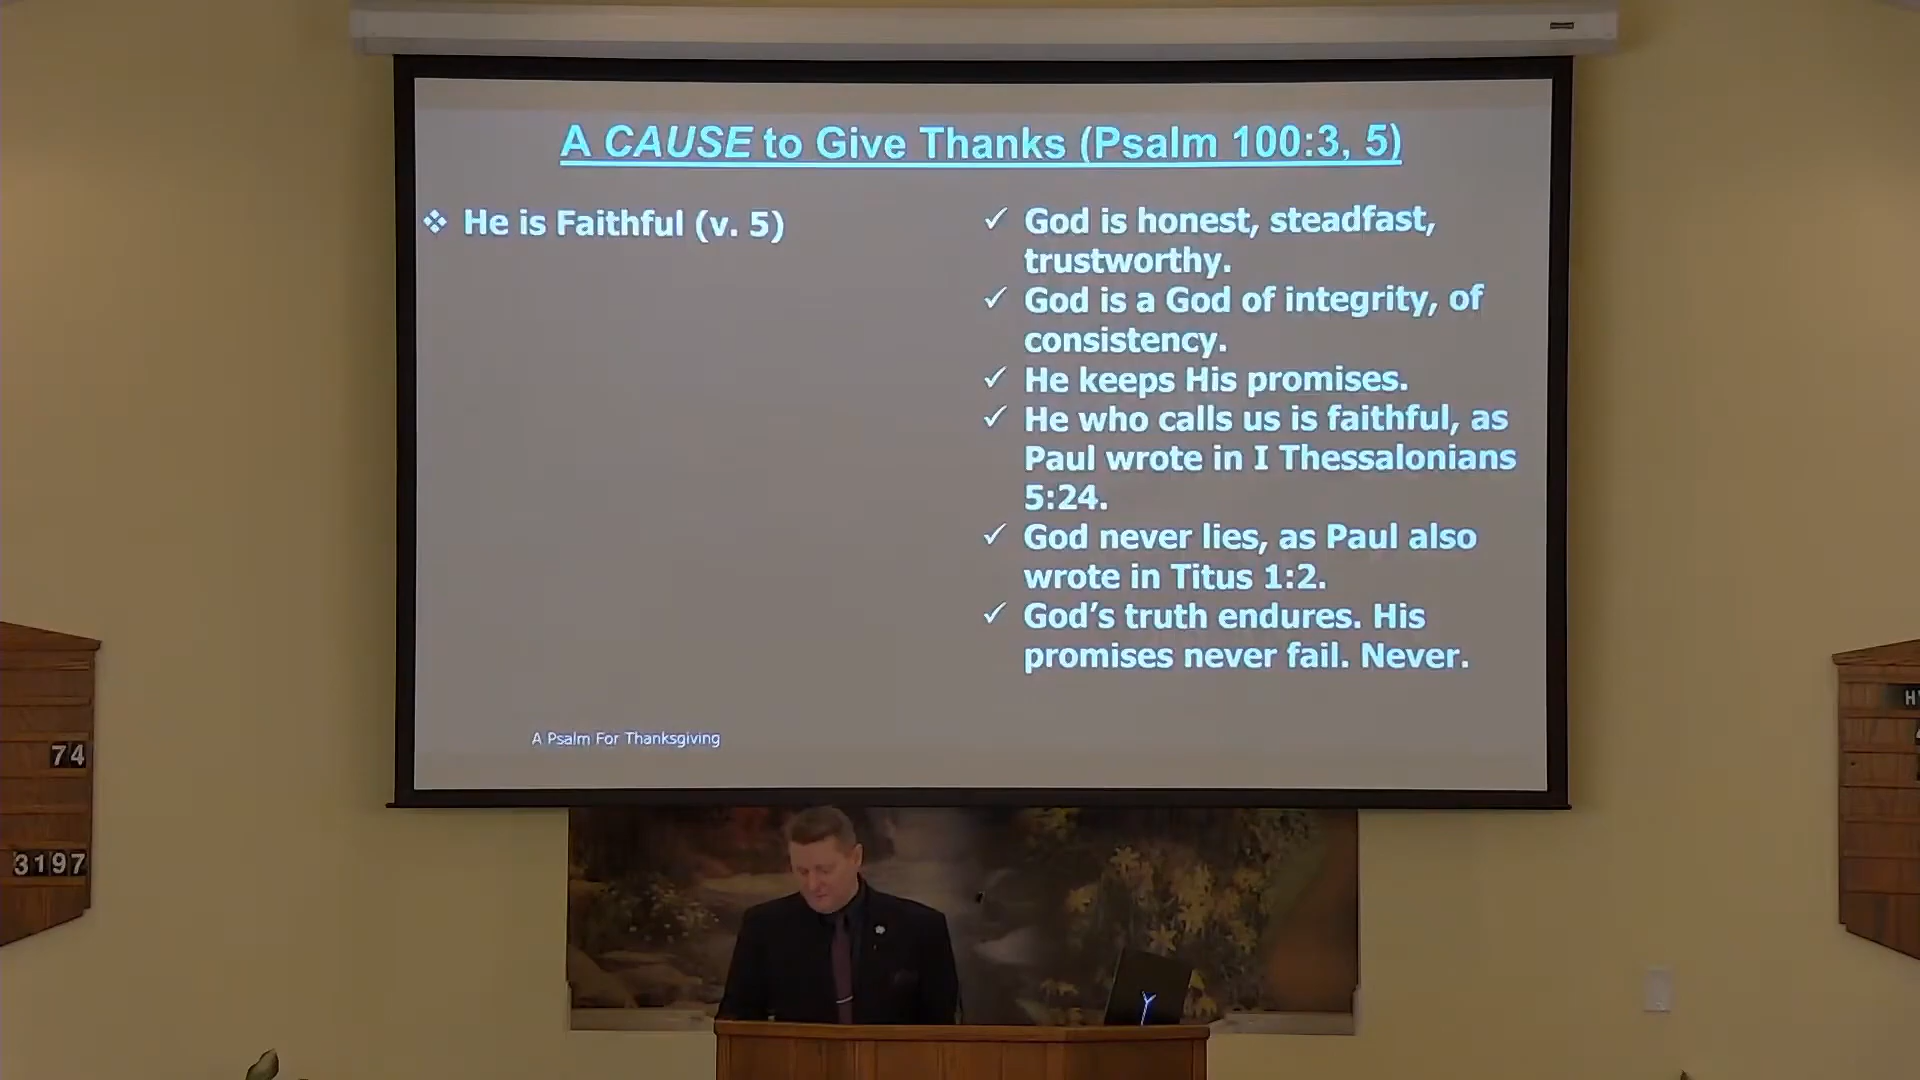 A CAUSE to Give Thanks (Psalm 100:3, 5)
❖ He is Faithful (v. 5)
✓ God is honest, steadfast,
trustworthy.
✓ God is a God of integrity, of
consistency.
✓ He keeps His promises.
✓ He who calls us is faithful, as
Paul wrote in I Thessalonians
5:24.
✓ God never lies, as Paul also
wrote in Titus 1:2.
✓ God’s truth endures. His
promises never fail. Never.
A Psalm For Thanksgiving
74
3197